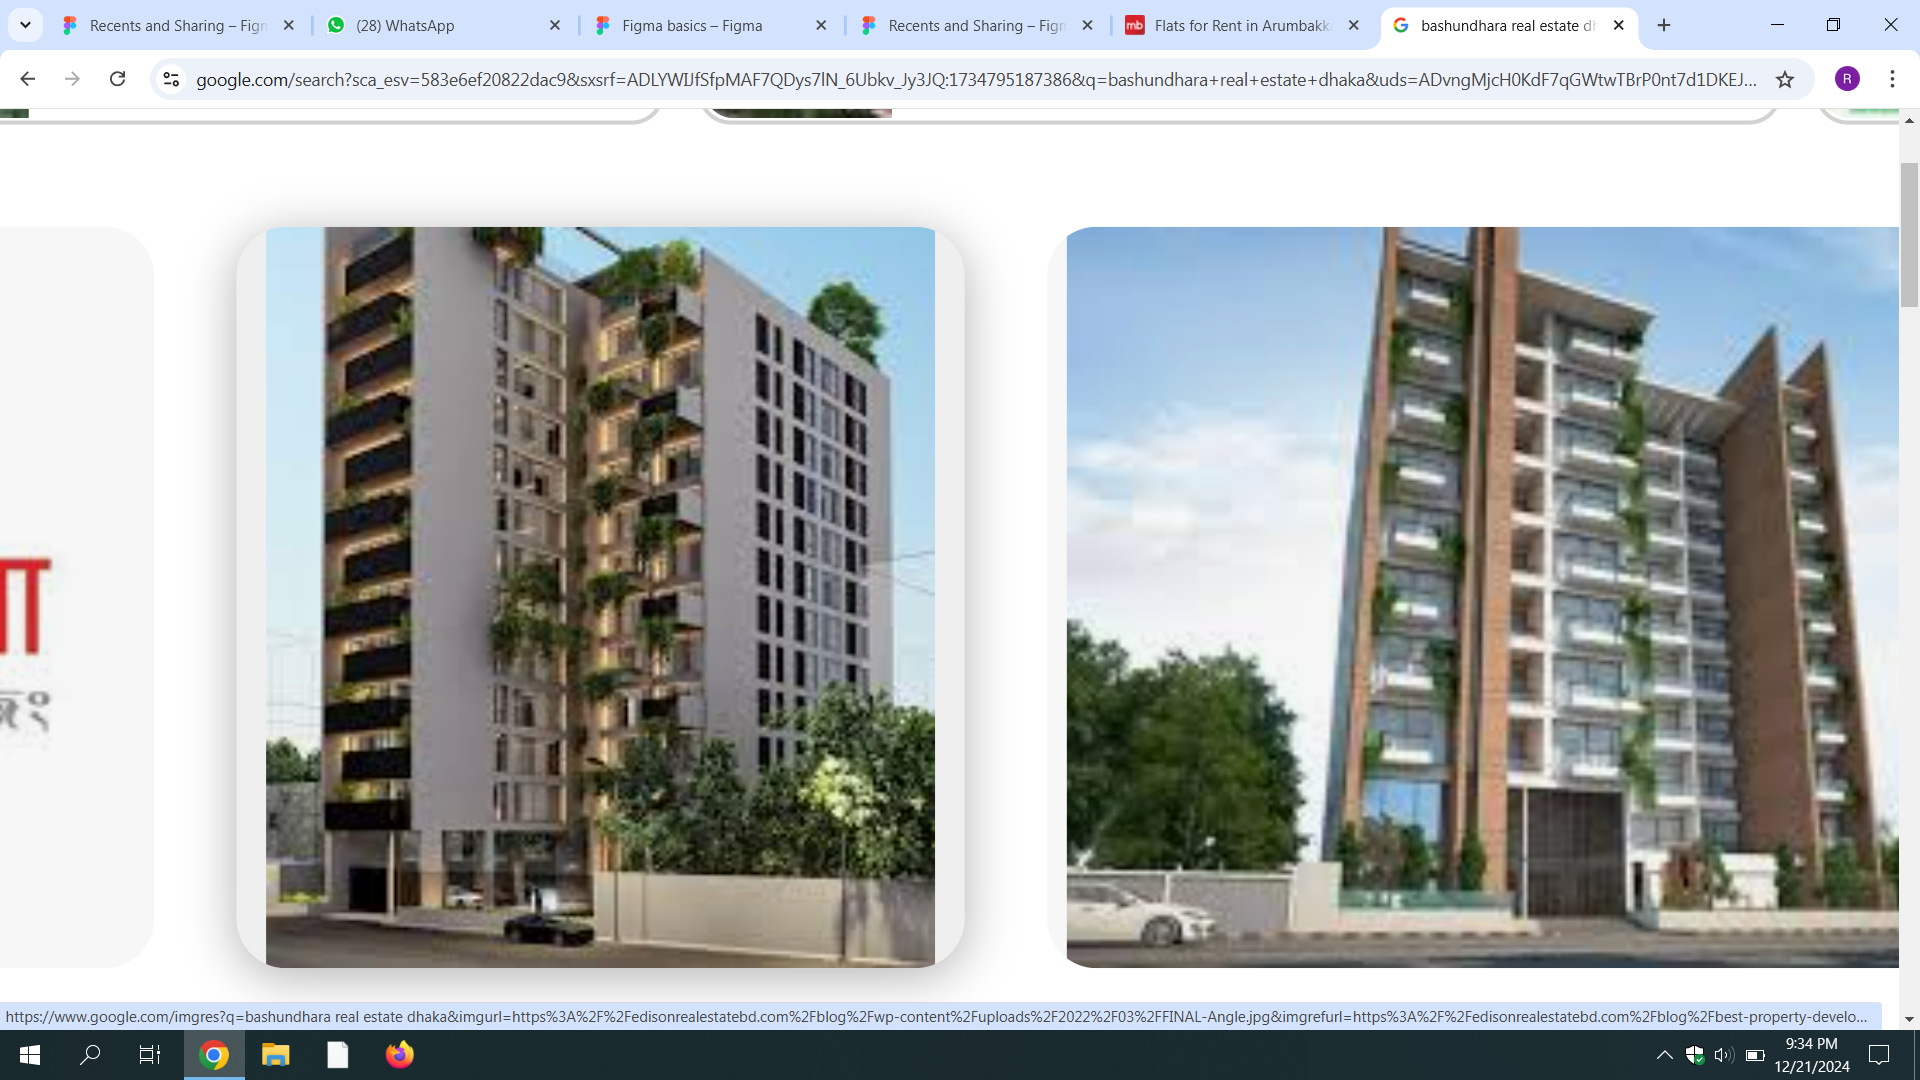 Recents and Sharing – Figm
(28) WhatsApp
Figma basics – Figma
Recents and Sharing – Figm
mb
Flats for Rent in Arumbakka
bashundhara real estate dh
google.com/search?sca_esv=583e6ef20822dac9&sxsrf=ADLYWIJfSfpMAF7QDys7lN_6Ubkv_Jy3JQ:1734795187386&q=bashundhara+real+estate+dhaka&uds=ADvngMjcH0KdF7qGWtwTBrP0nt7d1DKEJ...
R
https://www.google.com/imgres?q=bashundhara real estate dhaka&imgurl=https%3A%2F%2Fedisonrealestatebd.com%2Fblog%2Fwp-content%2Fuploads%2F2022%2F03%2FFINAL-Angle.jpg&imgrefurl=https%3A%2F%2Fedisonrealestatebd.com%2Fblog%2Fbest-property-develo...
9:34 PM
12/21/2024